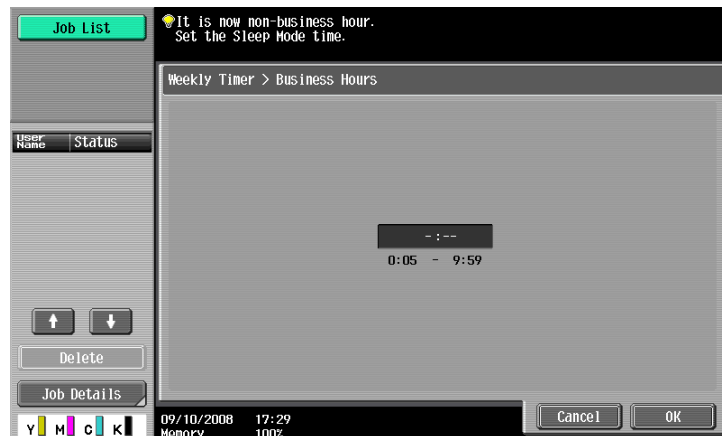 Job List
It is now non-business hour.
Set the Sleep Mode time.
Weekly Timer > Business Hours
User Name Status
-:--
0:05 - 9:59
Delete
Job Details
Y M C K
09/10/2008 17:29
Memory 100%
Cancel OK